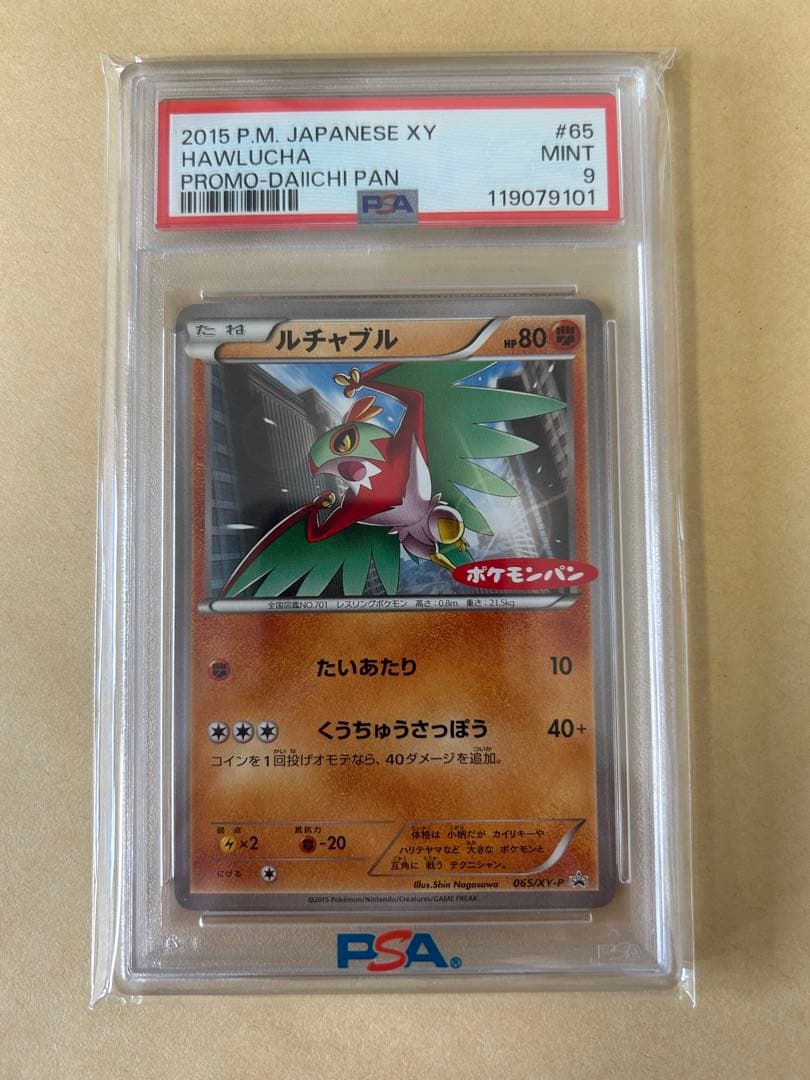 2015 P.M. JAPANESE XY #65
HAWLUCHA MINT
PROMO-DAIICHI PAN 9
PSA 119079101
たね ルチャブル HP80
ポケモンパン
全国図鑑NO.701 レスリングポケモン 高さ:0.8m 重さ:21.5kg
たいあたり 10
くうちゅうさっぽう 40+
コインを1回投げオモテなら、40ダメージを追加。
弱点 ×2 抵抗力 -20
にげる
体格は 小柄だが カイリキーや
ハリテヤマなど 大きな ポケモンと
互角に 戦う テクニシャン。
Illus.Shin Nagasawa 065/XY-P
©2015 Pokémon/Nintendo/Creatures/GAME FREAK.
PSA®
PSA